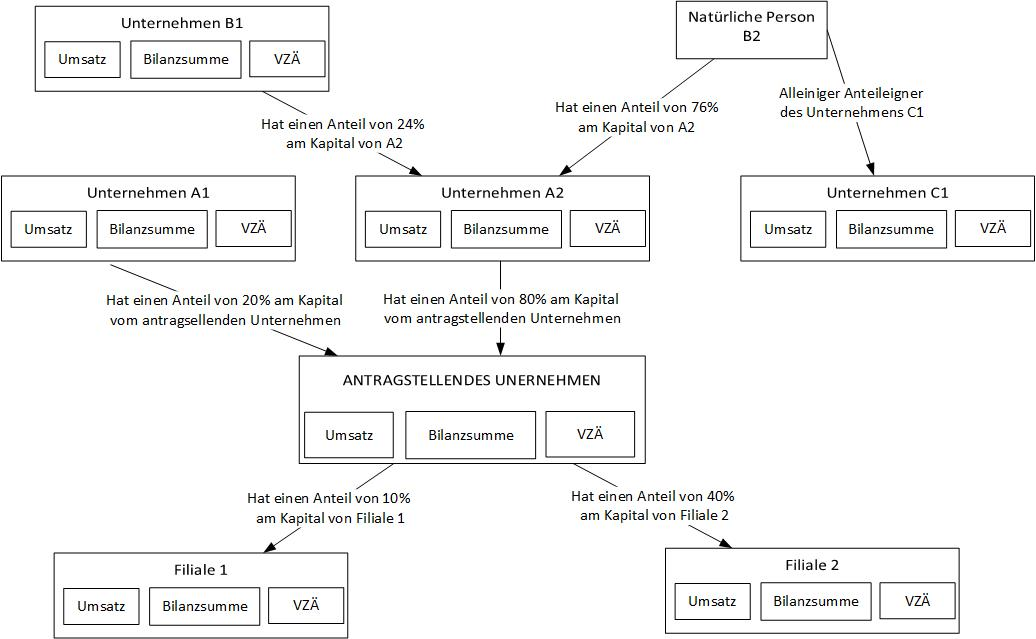 Unternehmen B1
Umsatz
Bilanzsumme
VZÄ
Natürliche Person
B2
Hat einen Anteil von 24%
am Kapital von A2
Hat einen Anteil von 76%
am Kapital von A2
Alleiniger Anteileigner
des Unternehmens C1
Unternehmen A1
Umsatz
Bilanzsumme
VZÄ
Unternehmen A2
Umsatz
Bilanzsumme
VZÄ
Unternehmen C1
Umsatz
Bilanzsumme
VZÄ
Hat einen Anteil von 20% am Kapital
vom antragsellenden Unternehmen
Hat einen Anteil von 80% am Kapital
vom antragstellenden Unternehmen
ANTRAGSTELLENDES UNERNEHMEN
Umsatz
Bilanzsumme
VZÄ
Hat einen Anteil von 10%
am Kapital von Filiale 1
Hat einen Anteil von 40%
am Kapital von Filiale 2
Filiale 1
Umsatz
Bilanzsumme
VZÄ
Filiale 2
Umsatz
Bilanzsumme
VZÄ